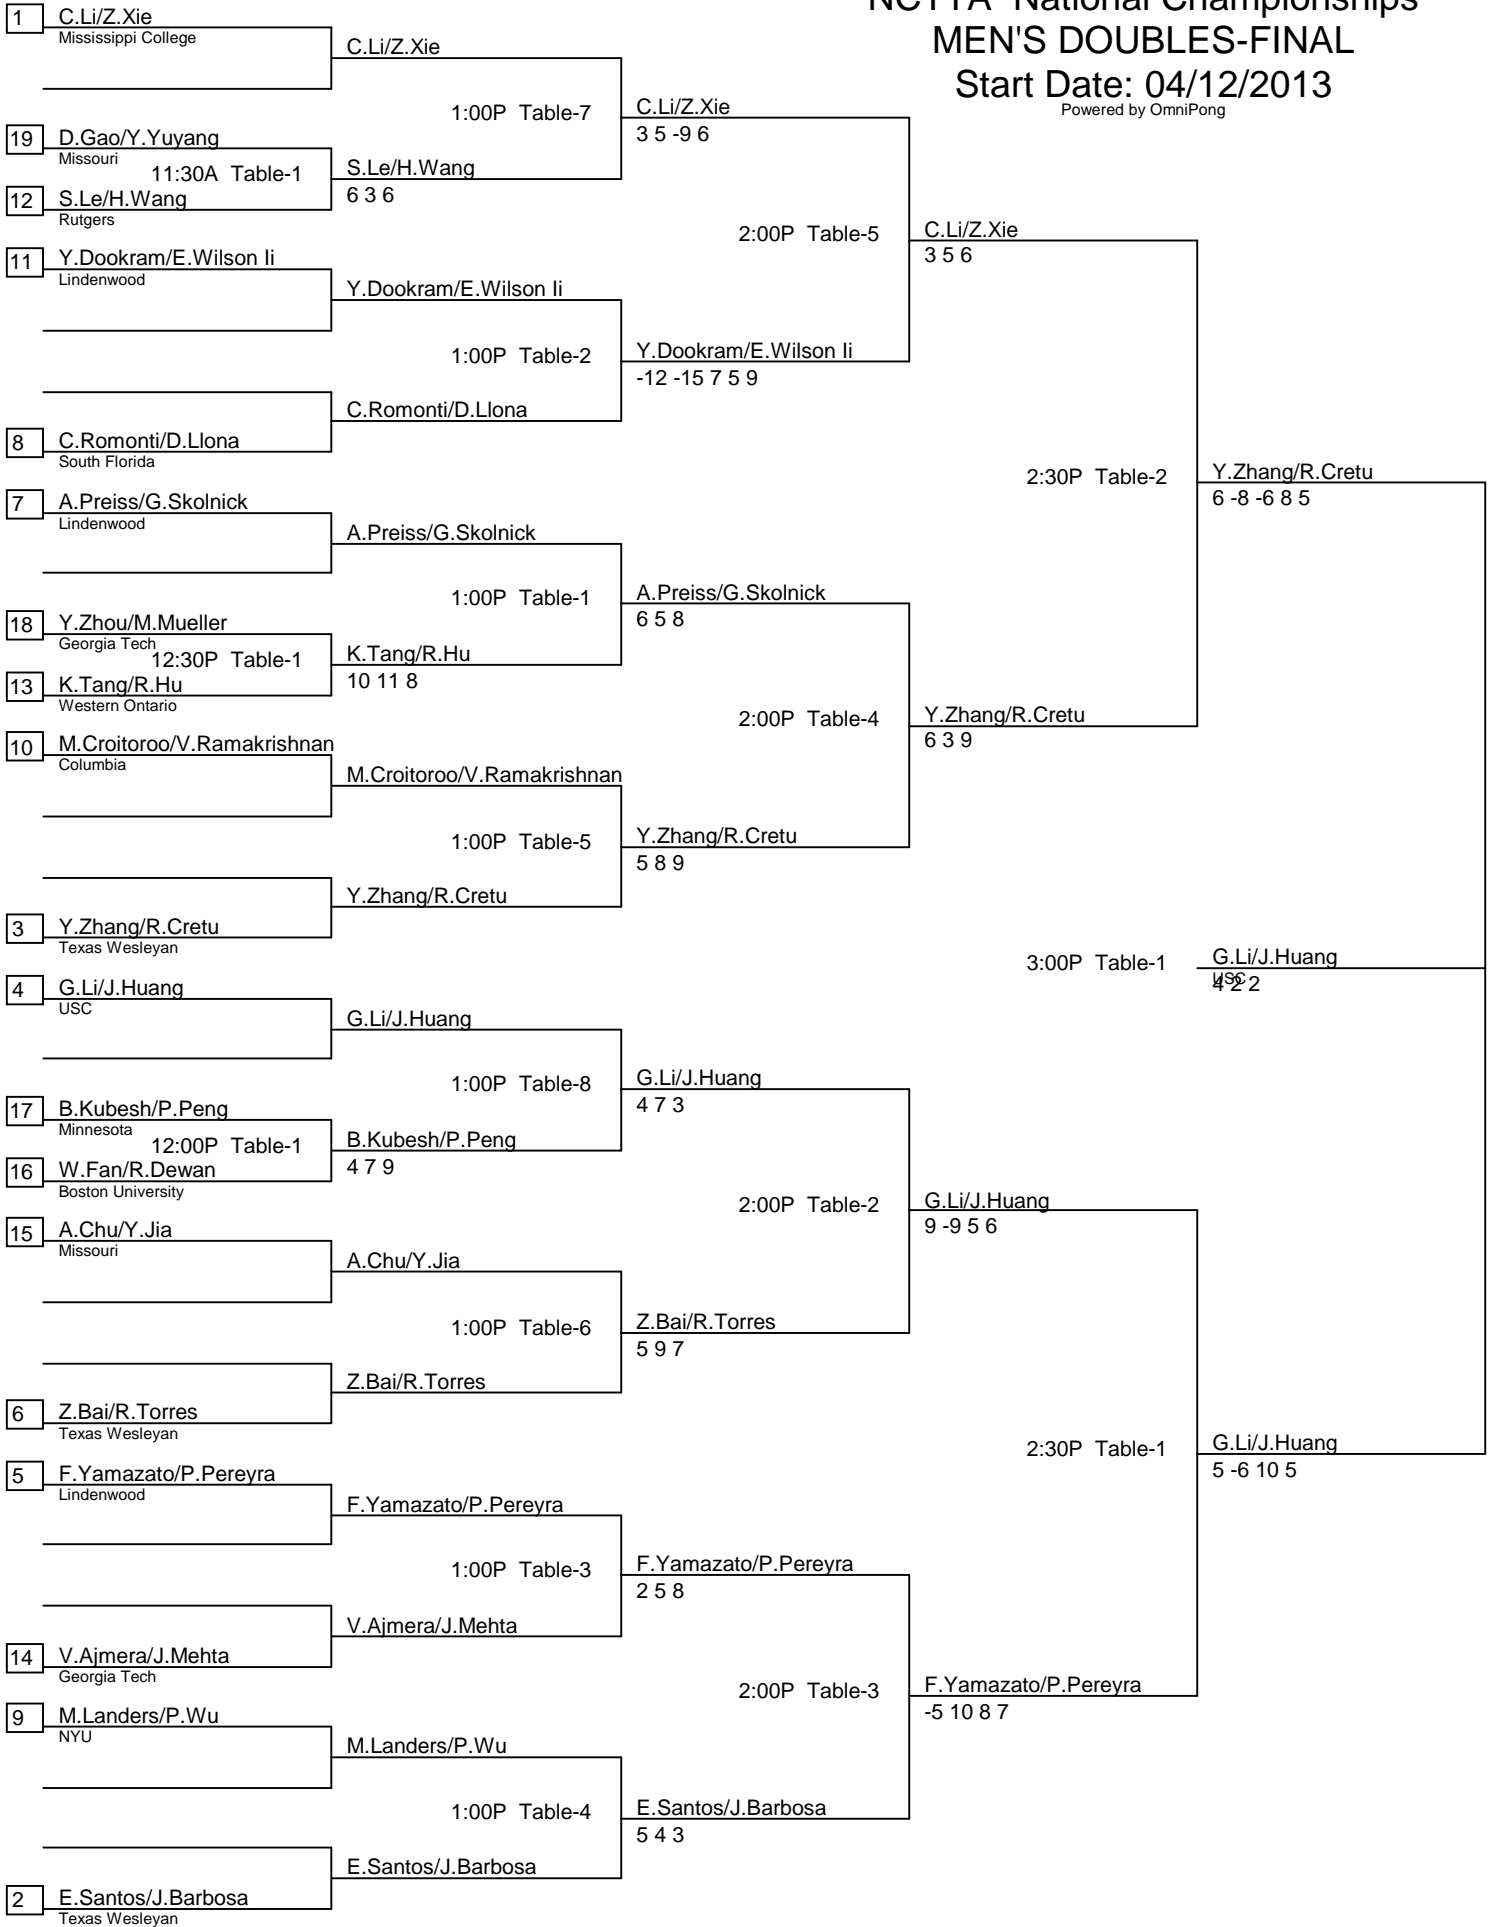 NCTTA National Championships
MEN'S DOUBLES-FINAL
Start Date: 04/12/2013
Powered by OmniPong
1 C.Li/Z.Xie
Mississippi College
19 D.Gao/Y.Yuyang
Missouri
11:30A Table-1
12 S.Le/H.Wang
Rutgers
11 Y.Dookram/E.Wilson Ii
Lindenwood
8 C.Romonti/D.Llona
South Florida
7 A.Preiss/G.Skolnick
Lindenwood
18 Y.Zhou/M.Mueller
Georgia Tech
12:30P Table-1
13 K.Tang/R.Hu
Western Ontario
10 M.Croitoroo/V.Ramakrishnan
Columbia
3 Y.Zhang/R.Cretu
Texas Wesleyan
4 G.Li/J.Huang
USC
17 B.Kubesh/P.Peng
Minnesota
12:00P Table-1
16 W.Fan/R.Dewan
Boston University
15 A.Chu/Y.Jia
Missouri
6 Z.Bai/R.Torres
Texas Wesleyan
5 F.Yamazato/P.Pereyra
Lindenwood
14 V.Ajmera/J.Mehta
Georgia Tech
9 M.Landers/P.Wu
NYU
2 E.Santos/J.Barbosa
Texas Wesleyan
C.Li/Z.Xie
1:00P Table-7
S.Le/H.Wang
6 3 6
Y.Dookram/E.Wilson Ii
1:00P Table-2
C.Romonti/D.Llona
A.Preiss/G.Skolnick
1:00P Table-1
K.Tang/R.Hu
10 11 8
M.Croitoroo/V.Ramakrishnan
1:00P Table-5
Y.Zhang/R.Cretu
G.Li/J.Huang
1:00P Table-8
B.Kubesh/P.Peng
4 7 9
A.Chu/Y.Jia
1:00P Table-6
Z.Bai/R.Torres
F.Yamazato/P.Pereyra
1:00P Table-3
V.Ajmera/J.Mehta
M.Landers/P.Wu
1:00P Table-4
E.Santos/J.Barbosa
C.Li/Z.Xie
3 5 -9 6
2:00P Table-5
Y.Dookram/E.Wilson Ii
-12 -15 7 5 9
A.Preiss/G.Skolnick
6 5 8
2:00P Table-4
Y.Zhang/R.Cretu
5 8 9
G.Li/J.Huang
4 7 3
2:00P Table-2
Z.Bai/R.Torres
5 9 7
F.Yamazato/P.Pereyra
2 5 8
2:00P Table-3
E.Santos/J.Barbosa
5 4 3
C.Li/Z.Xie
3 5 6
2:30P Table-2
Y.Zhang/R.Cretu
6 3 9
G.Li/J.Huang
9 -9 5 6
2:30P Table-1
F.Yamazato/P.Pereyra
-5 10 8 7
Y.Zhang/R.Cretu
6 -8 -6 8 5
3:00P Table-1
G.Li/J.Huang
USC
4 2 2
G.Li/J.Huang
5 -6 10 5